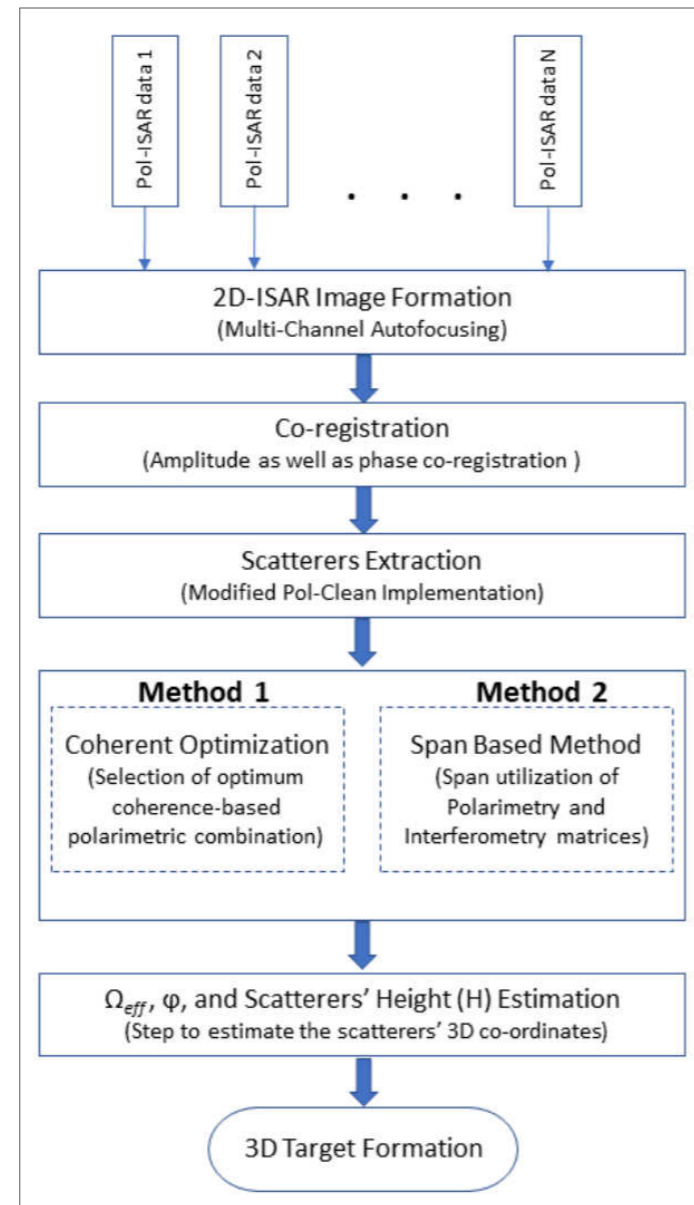 Pol-ISAR data 1
Pol-ISAR data 2
. . .
Pol-ISAR data N
2D-ISAR Image Formation
(Multi-Channel Autofocusing)
Co-registration
(Amplitude as well as phase co-registration )
Scatterers Extraction
(Modified Pol-Clean Implementation)
Method 1
Coherent Optimization
(Selection of optimum
coherence-based
polarimetric combination)
Method 2
Span Based Method
(Span utilization of
Polarimetry and
Interferometry matrices)
Ωeff, φ, and Scatterers’ Height (H) Estimation
(Step to estimate the scatterers’ 3D co-ordinates)
3D Target Formation